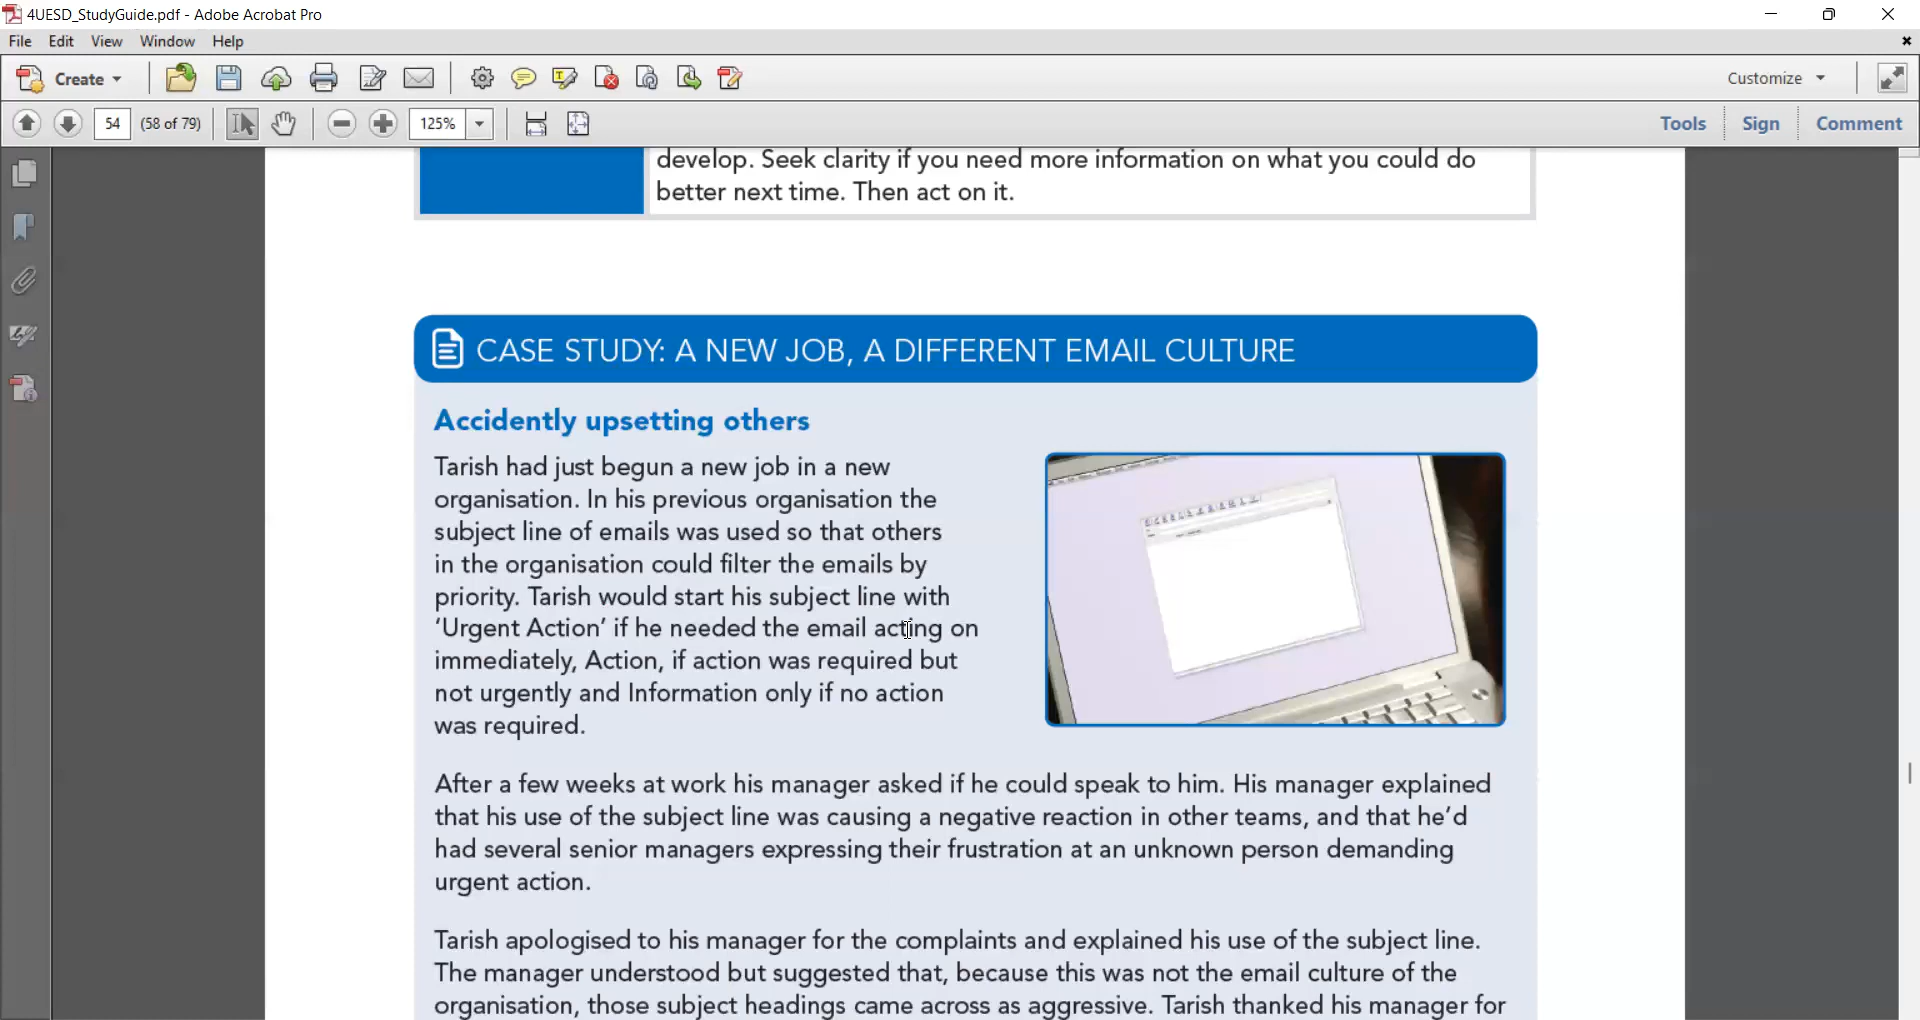 4UESD_StudyGuide.pdf - Adobe Acrobat Pro
File Edit View Window Help
Create Customize
54 (58 of 79) 125% Tools Sign Comment
develop. Seek clarity if you need more information on what you could do
better next time. Then act on it.
CASE STUDY: A NEW JOB, A DIFFERENT EMAIL CULTURE
Accidently upsetting others
Tarish had just begun a new job in a new
organisation. In his previous organisation the
subject line of emails was used so that others
in the organisation could filter the emails by
priority. Tarish would start his subject line with
‘Urgent Action’ if he needed the email acting on
immediately, Action, if action was required but
not urgently and Information only if no action
was required.
After a few weeks at work his manager asked if he could speak to him. His manager explained
that his use of the subject line was causing a negative reaction in other teams, and that he’d
had several senior managers expressing their frustration at an unknown person demanding
urgent action.
Tarish apologised to his manager for the complaints and explained his use of the subject line.
The manager understood but suggested that, because this was not the email culture of the
organisation, those subject headings came across as aggressive. Tarish thanked his manager for